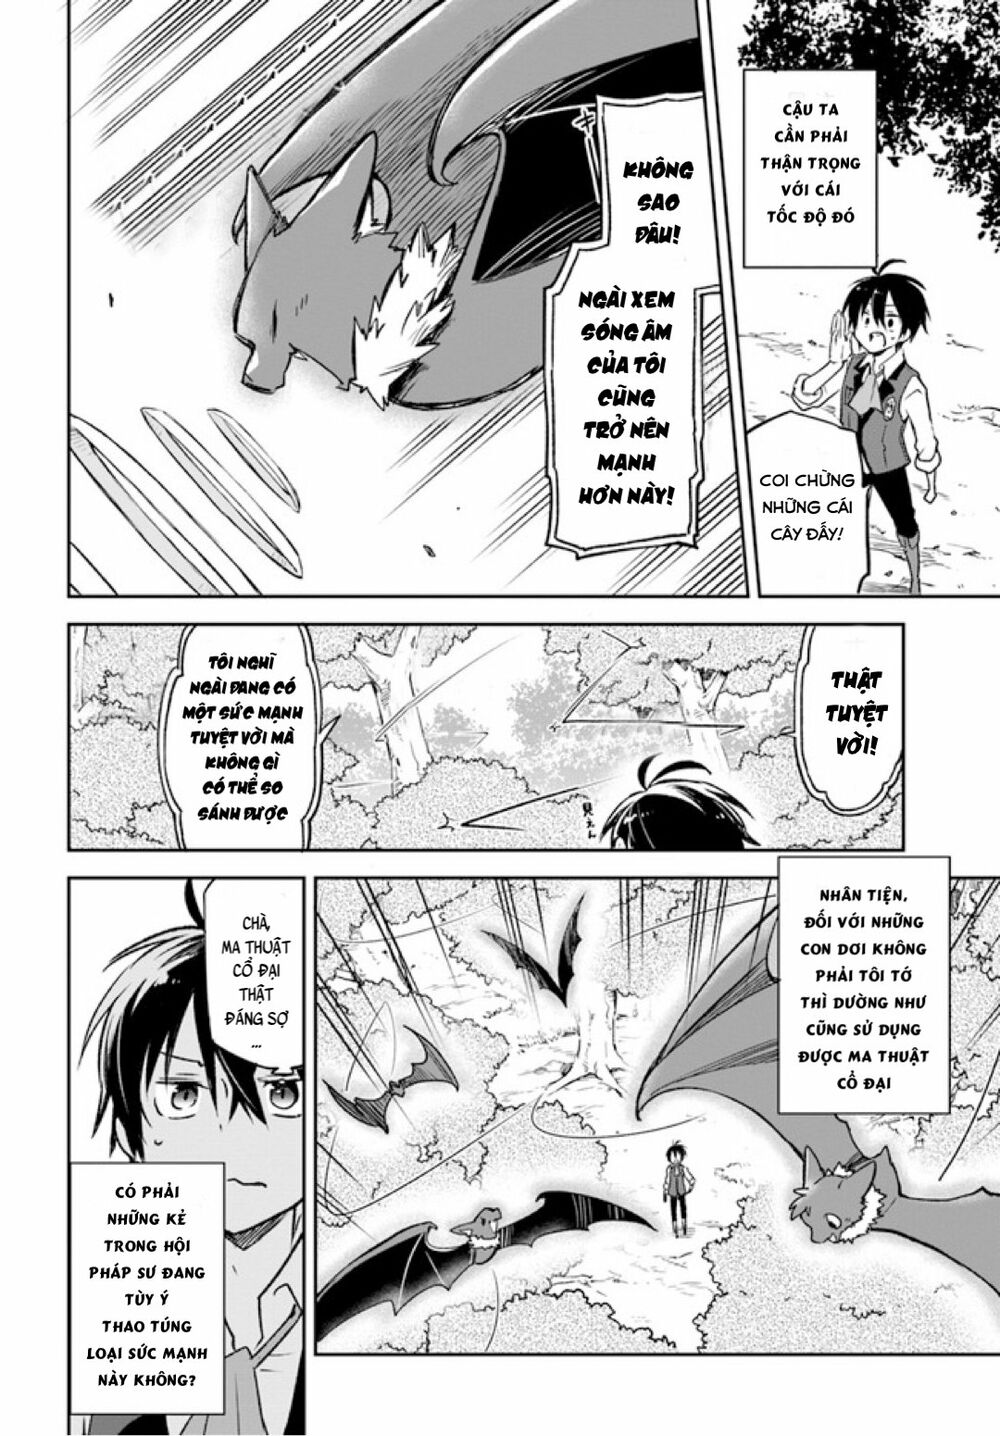 CẬU TA
CẦN PHẢI
THẬN TRỌNG
VỚI CÁI
TỐC ĐỘ ĐÓ
COI CHỪNG
NHỮNG CÁI
CÂY ĐẤY!
KHÔNG
SAO
ĐÂU!
NGÀI XEM
SÓNG ÂM
CỦA TÔI
CŨNG
TRỞ NÊN
MẠNH
HƠN NÀY!
THẬT
TUYỆT
VỜI!
見えん
TÔI NGHĨ
NGÀI ĐANG CÓ
MỘT SỨC MẠNH
TUYỆT VỜI MÀ
KHÔNG GÌ
CÓ THỂ SO
SÁNH ĐƯỢC
NHÂN TIỆN,
ĐỐI VỚI NHỮNG
CON DƠI KHÔNG
PHẢI TÔI TỚ
THÌ DƯỜNG NHƯ
CŨNG SỬ DỤNG
ĐƯỢC MA THUẬT
CỔ ĐẠI
CHÀ,
MA THUẬT
CỔ ĐẠI
THẬT
ĐÁNG SỢ
...
CÓ PHẢI
NHỮNG KẺ
TRONG HỘI
PHÁP SƯ ĐANG
TÙY Ý
THAO TÚNG
LOẠI SỨC MẠNH
NÀY KHÔNG?